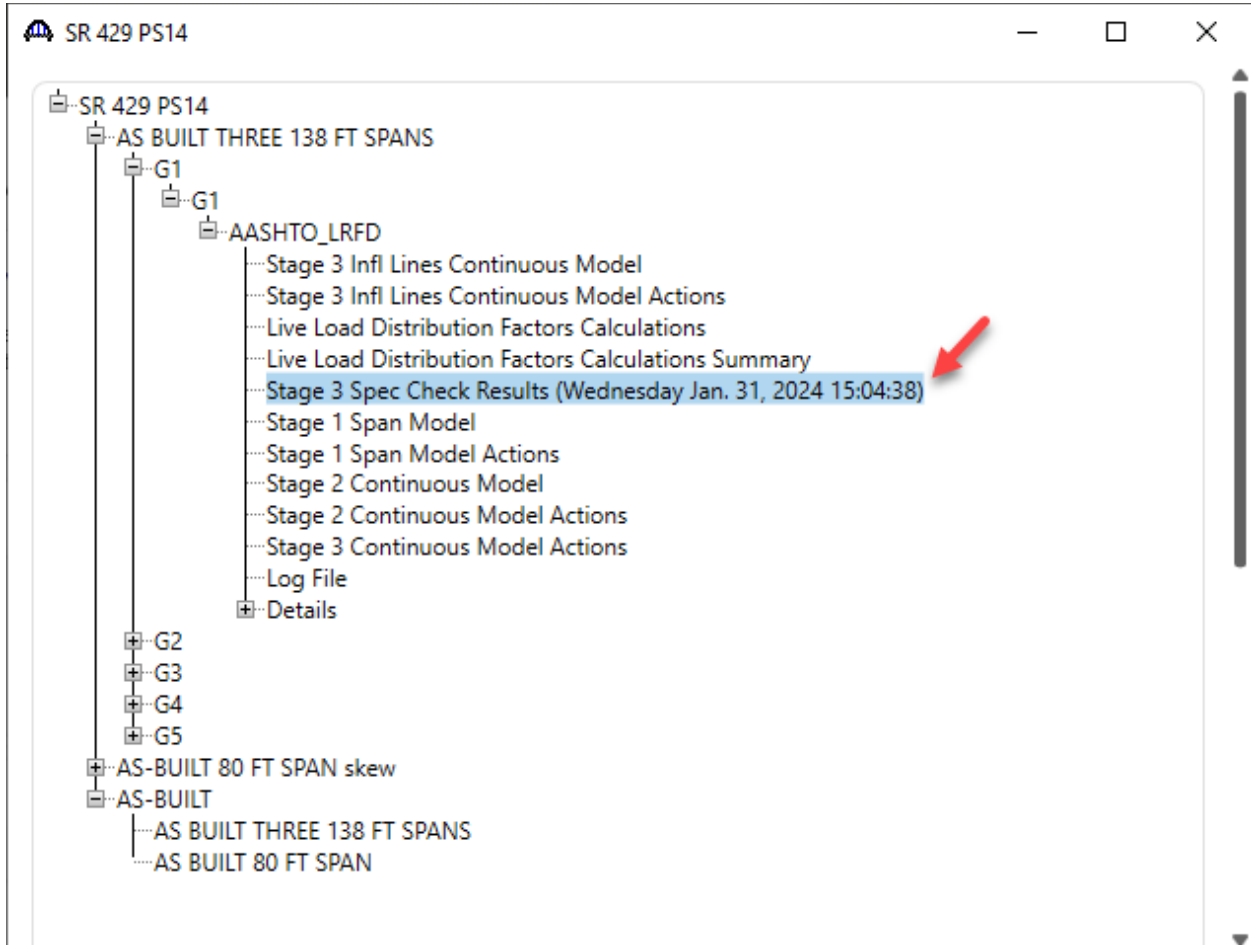 SR 429 PS14
SR 429 PS14
AS BUILT THREE 138 FT SPANS
G1
G1
AASHTO_LRFD
Stage 3 Infl Lines Continuous Model
Stage 3 Infl Lines Continuous Model Actions
Live Load Distribution Factors Calculations
Live Load Distribution Factors Calculations Summary
Stage 3 Spec Check Results (Wednesday Jan. 31, 2024 15:04:38)
Stage 1 Span Model
Stage 1 Span Model Actions
Stage 2 Continuous Model
Stage 2 Continuous Model Actions
Stage 3 Continuous Model Actions
Log File
Details
G2
G3
G4
G5
AS-BUILT 80 FT SPAN skew
AS-BUILT
AS BUILT THREE 138 FT SPANS
AS BUILT 80 FT SPAN